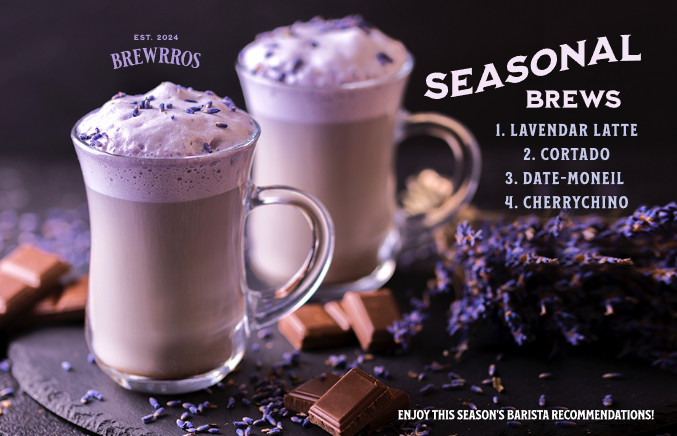 EST. 2024
BREWRROS
SEASONAL
BREWS
1. LAVENDAR LATTE
2. CORTADO
3. DATE-MONEIL
4. CHERRYCHINO
ENJOY THIS SEASON'S BARISTA RECOMMENDATIONS!